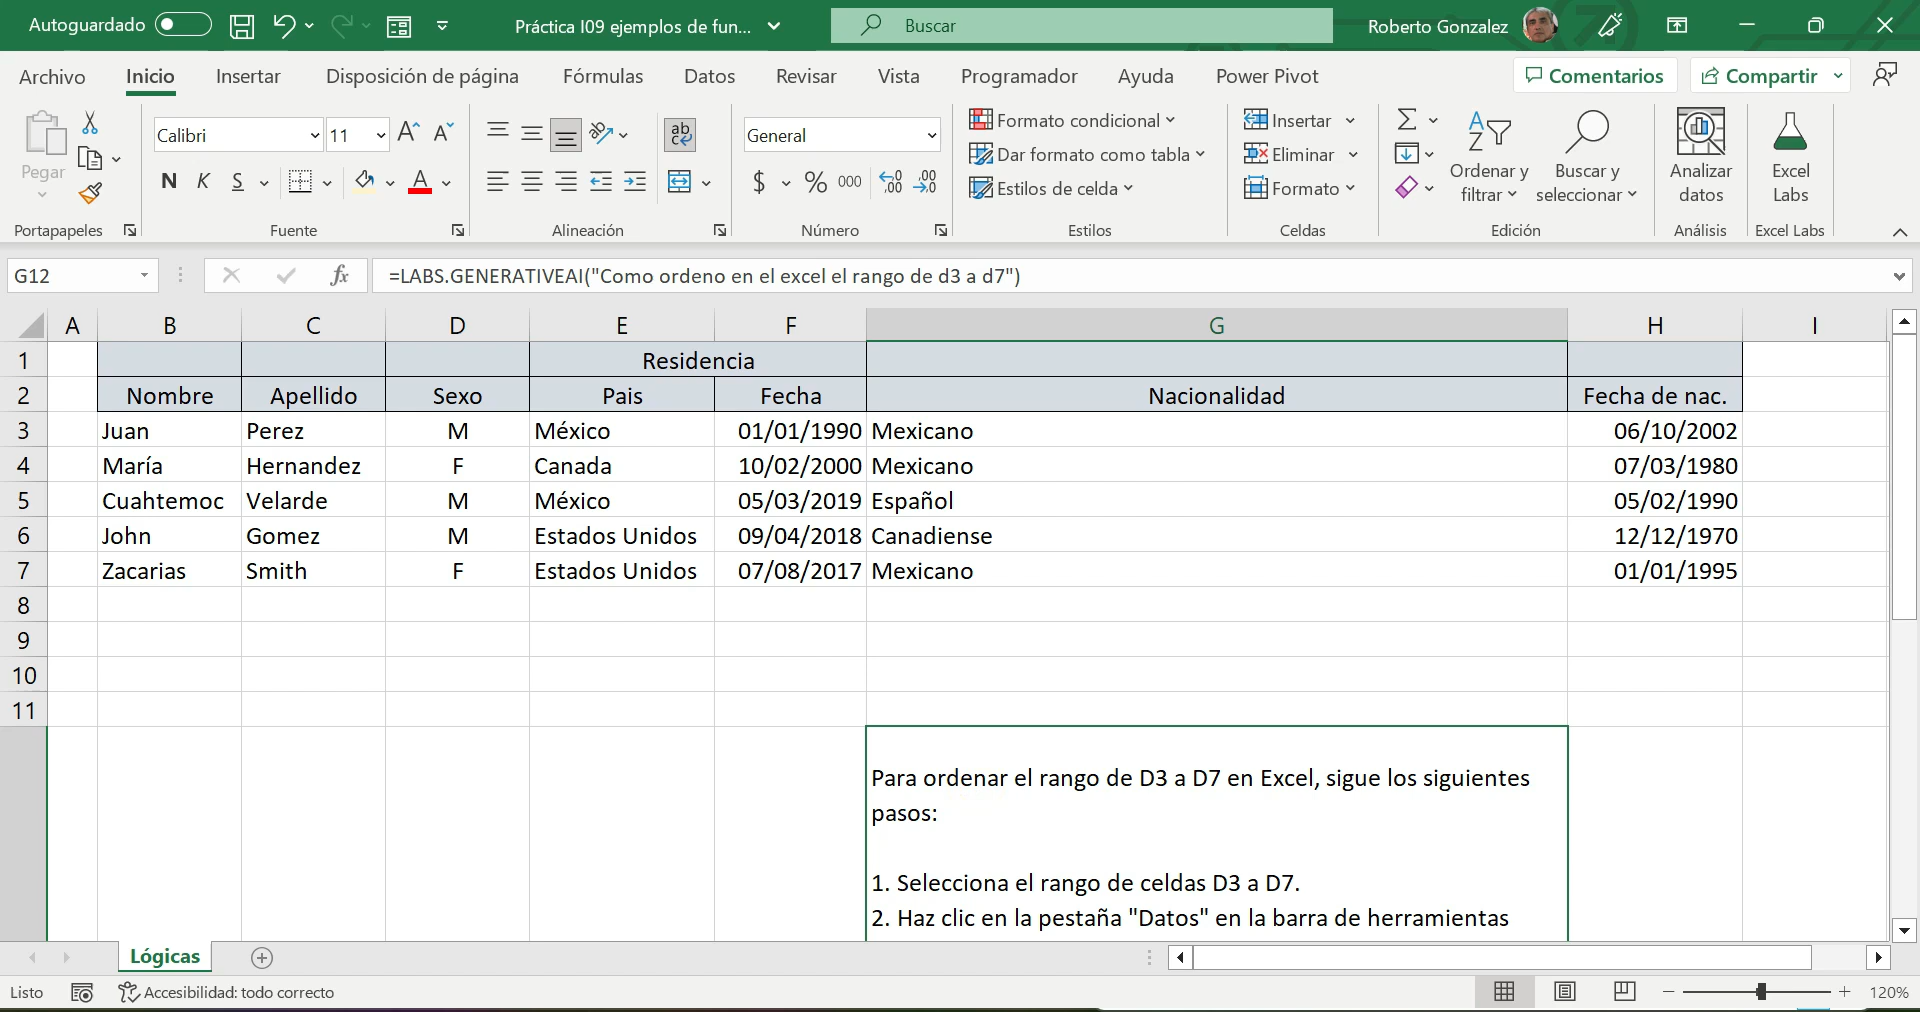 Autoguardado
Práctica I09 ejemplos de fun...
Buscar
Roberto Gonzalez
Archivo Inicio Insertar Disposición de página Fórmulas Datos Revisar Vista Programador Ayuda Power Pivot Comentarios Compartir
Pegar
Portapapeles
Calibri 11 A A
N K S A
Fuente
ab
Alineación
General
$ % 000 ,00 ,00
Número
Formato condicional
Dar formato como tabla
Estilos de celda
Estilos
Insertar
Eliminar
Formato
Celdas
Ordenar y filtrar
Buscar y seleccionar
Edición
Analizar datos
Análisis
Excel Labs
Excel Labs
G12 fx =LABS.GENERATIVEAI("Como ordeno en el excel el rango de d3 a d7")
A B C D E F G H I
1 Residencia
2 Nombre Apellido Sexo Pais Fecha Nacionalidad Fecha de nac.
3 Juan Perez M México 01/01/1990 Mexicano 06/10/2002
4 María Hernandez F Canada 10/02/2000 Mexicano 07/03/1980
5 Cuahtemoc Velarde M México 05/03/2019 Español 05/02/1990
6 John Gomez M Estados Unidos 09/04/2018 Canadiense 12/12/1970
7 Zacarias Smith F Estados Unidos 07/08/2017 Mexicano 01/01/1995
8
9
10
11
Para ordenar el rango de D3 a D7 en Excel, sigue los siguientes
pasos:
1. Selecciona el rango de celdas D3 a D7.
2. Haz clic en la pestaña "Datos" en la barra de herramientas
Lógicas
Listo Accesibilidad: todo correcto 120%